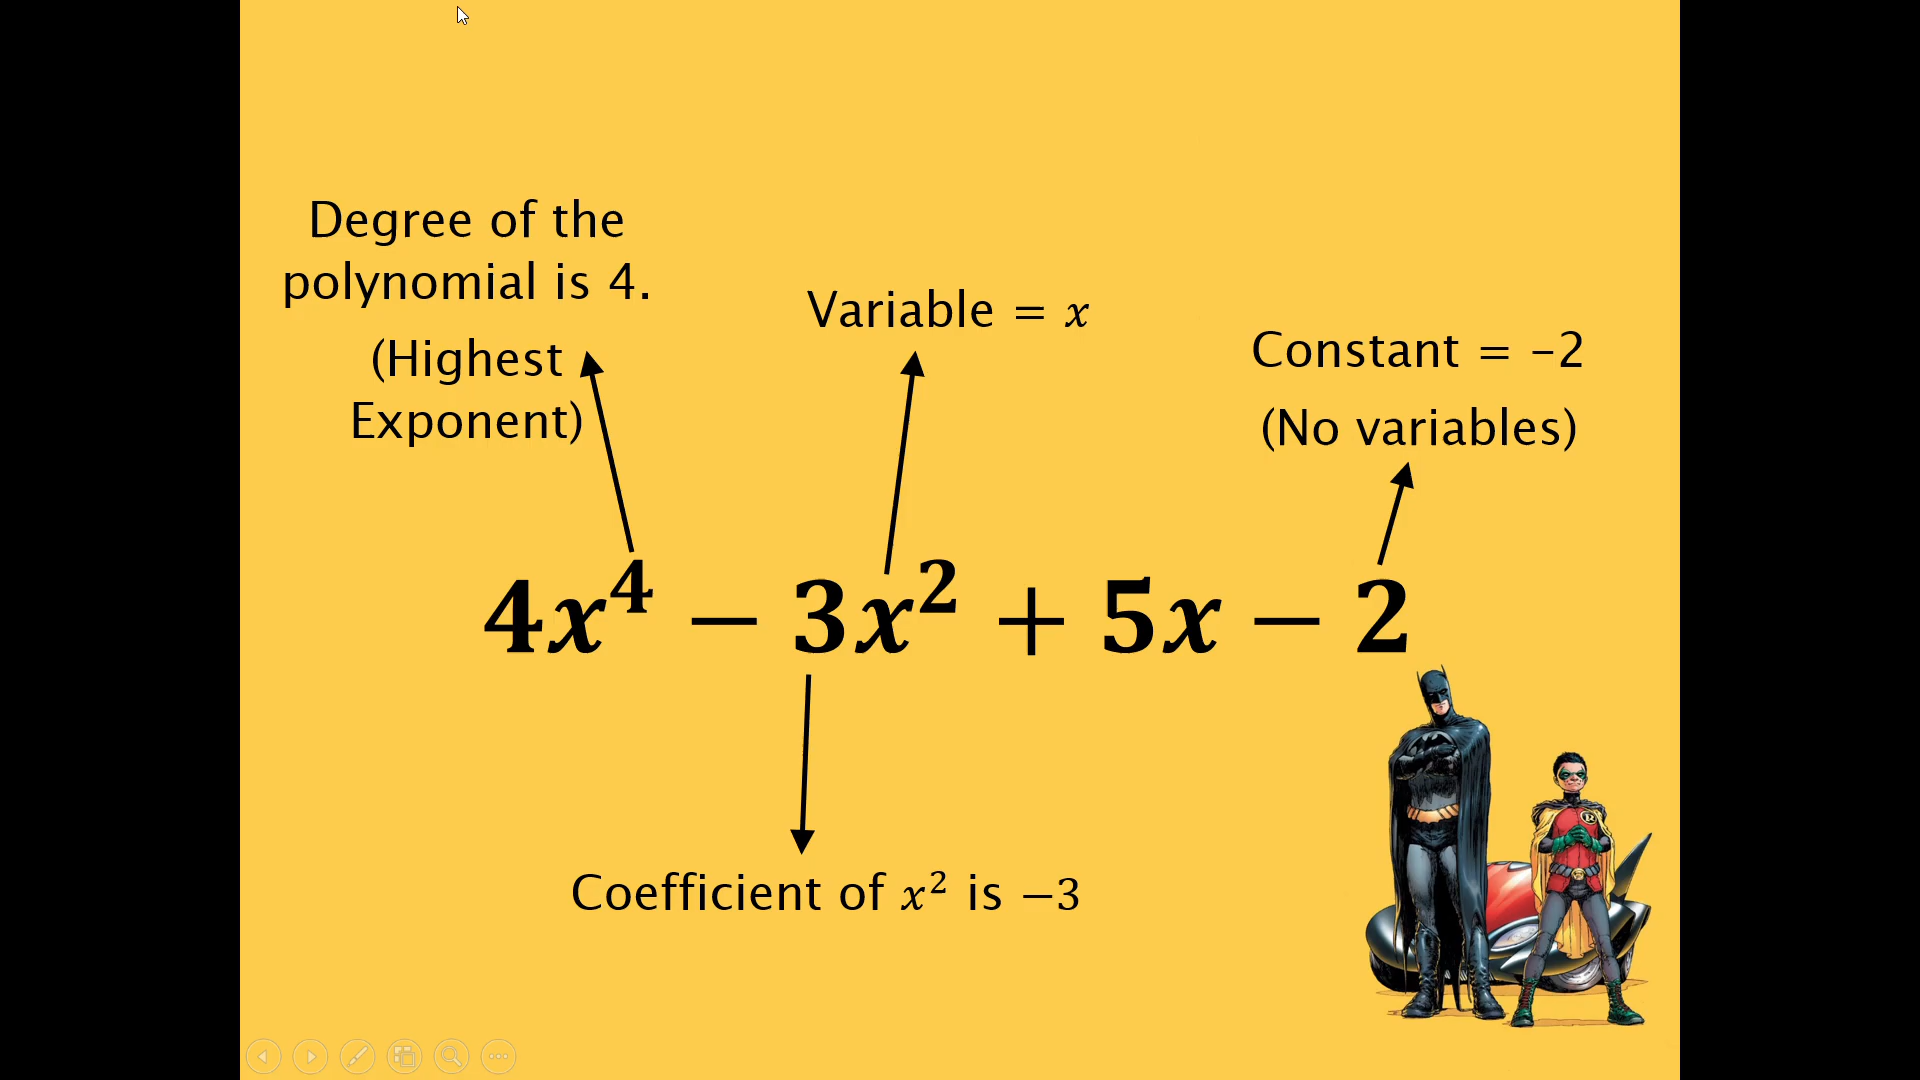 Degree of the
polynomial is 4.
(Highest
Exponent)
Variable = x
Constant = -2
(No variables)
4x⁴ − 3x² + 5x − 2
Coefficient of x² is −3
R